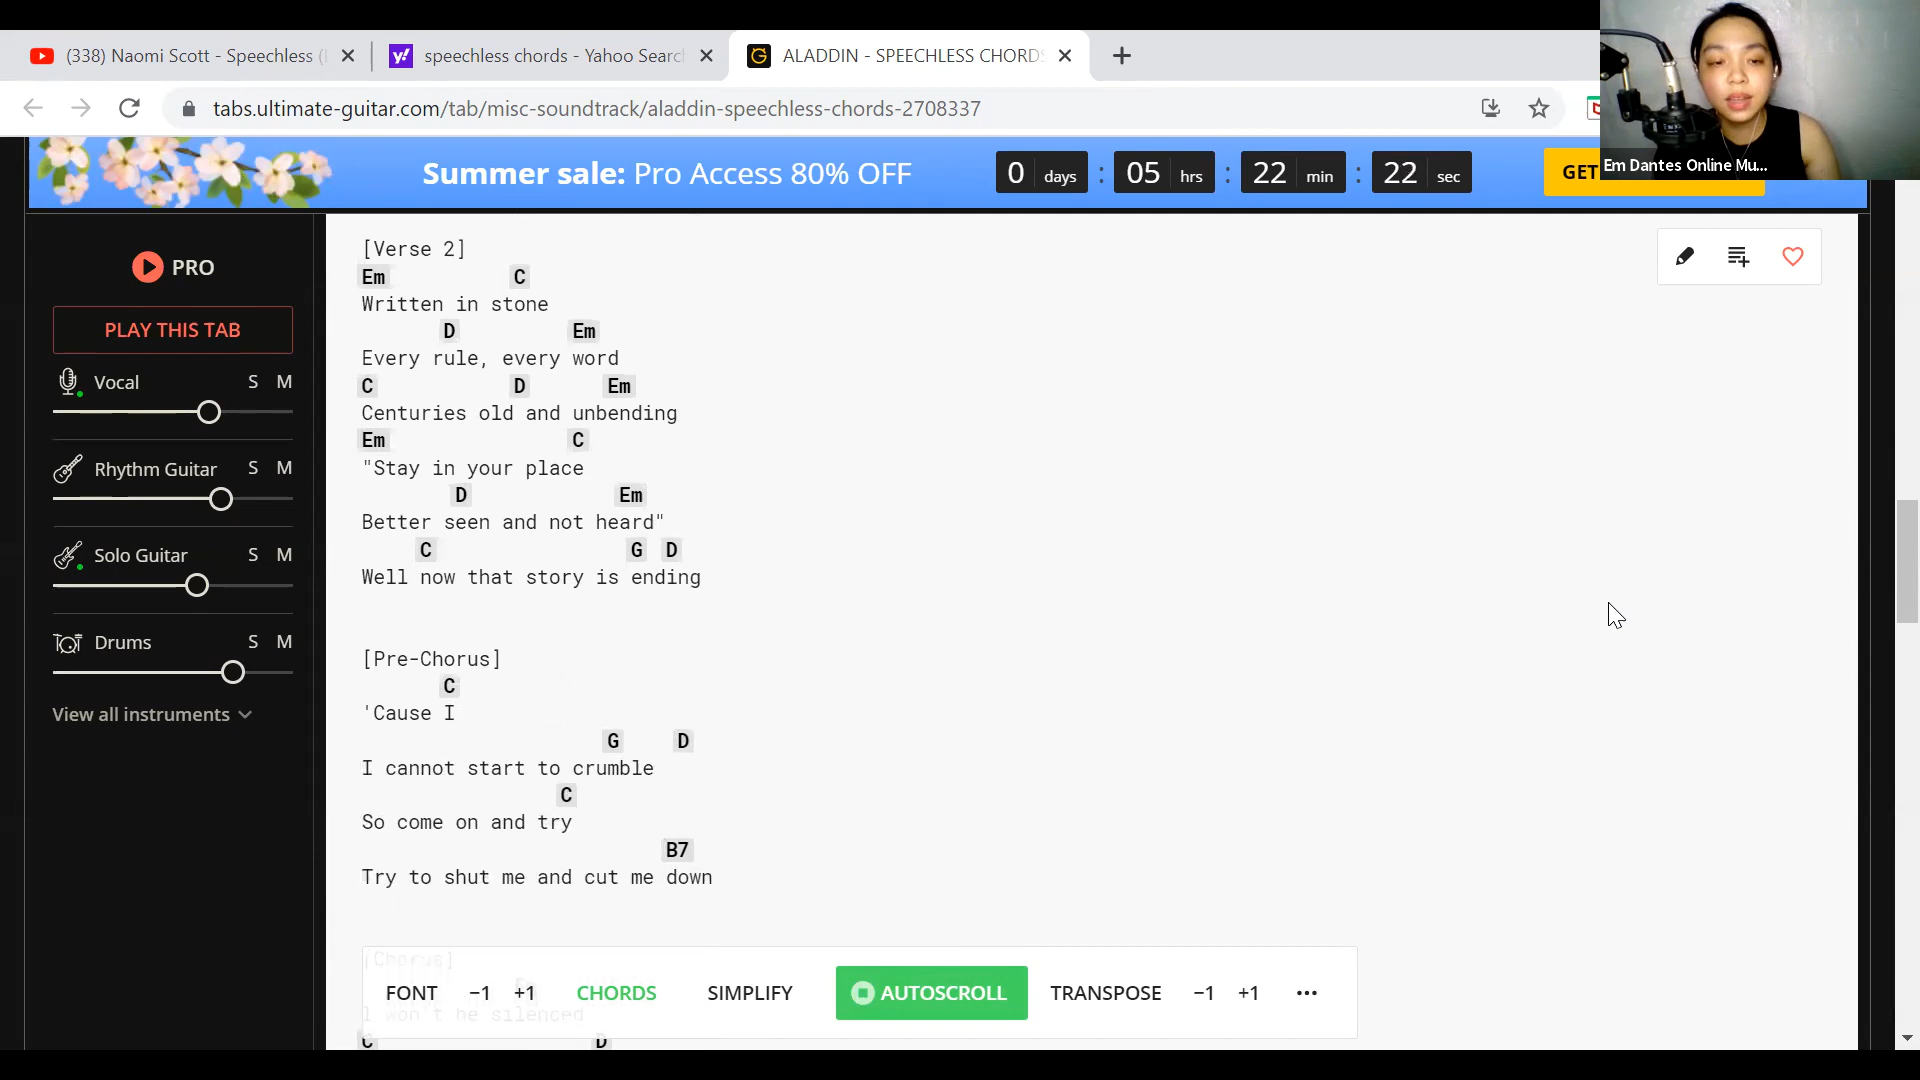 (338) Naomi Scott - Speechless (
speechless chords - Yahoo Search
ALADDIN - SPEECHLESS CHORDS
tabs.ultimate-guitar.com/tab/misc-soundtrack/aladdin-speechless-chords-2708337
Summer sale: Pro Access 80% OFF
0 days : 05 hrs : 22 min : 22 sec
GET
Em Dantes Online Mu...
PRO
PLAY THIS TAB
Vocal S M
Rhythm Guitar S M
Solo Guitar S M
Drums S M
View all instruments
[Verse 2]
Em C
Written in stone
D Em
Every rule, every word
C D Em
Centuries old and unbending
Em C
"Stay in your place
D Em
Better seen and not heard"
C G D
Well now that story is ending
[Pre-Chorus]
C
'Cause I
G D
I cannot start to crumble
C
So come on and try
B7
Try to shut me and cut me down
[Chorus]
FONT −1 +1 CHORDS SIMPLIFY AUTOSCROLL TRANSPOSE −1 +1 •••
I won't be silenced
C D